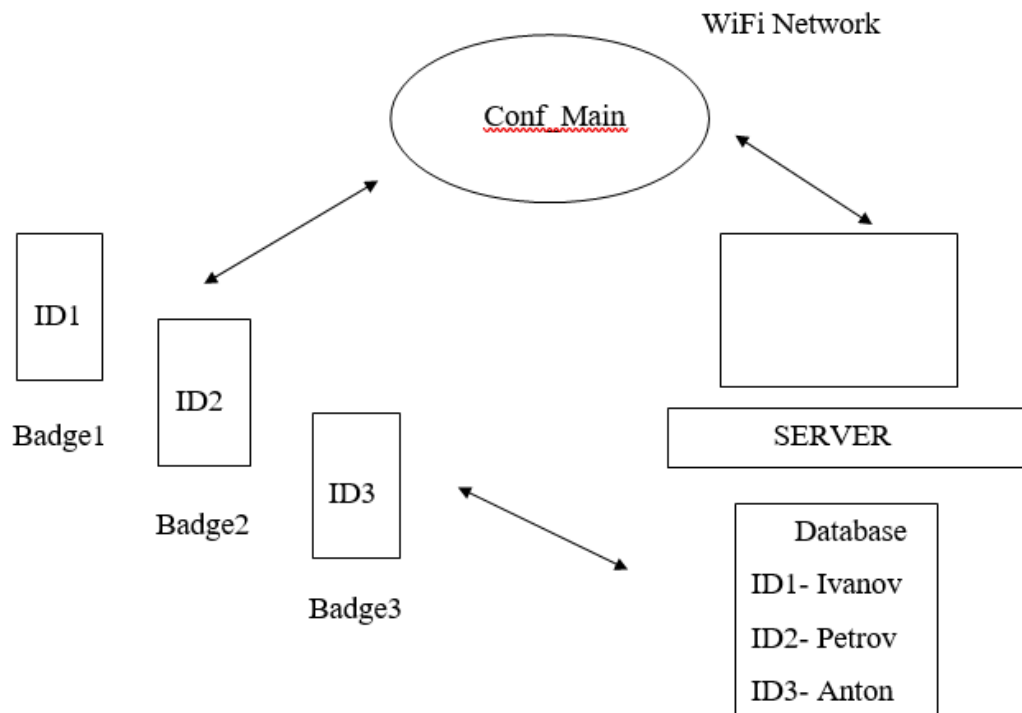 WiFi Network
Conf_Main
ID1
Badge1
ID2
Badge2
ID3
Badge3
SERVER
Database
ID1- Ivanov
ID2- Petrov
ID3- Anton